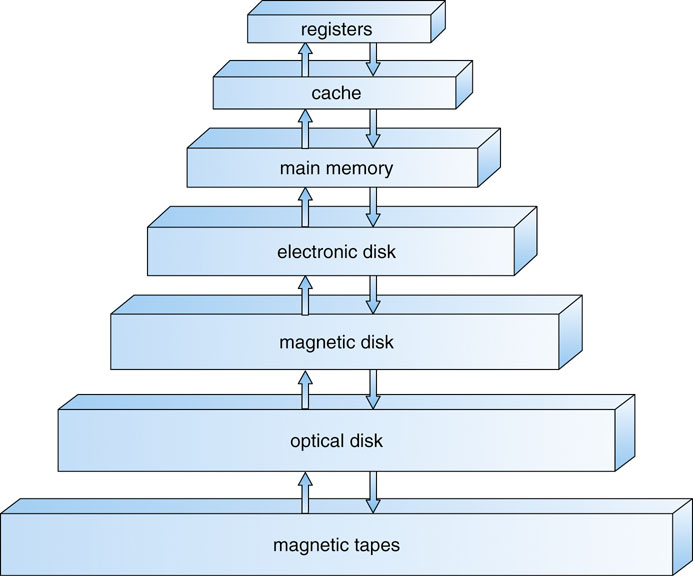 registers
cache
main memory
electronic disk
magnetic disk
optical disk
magnetic tapes